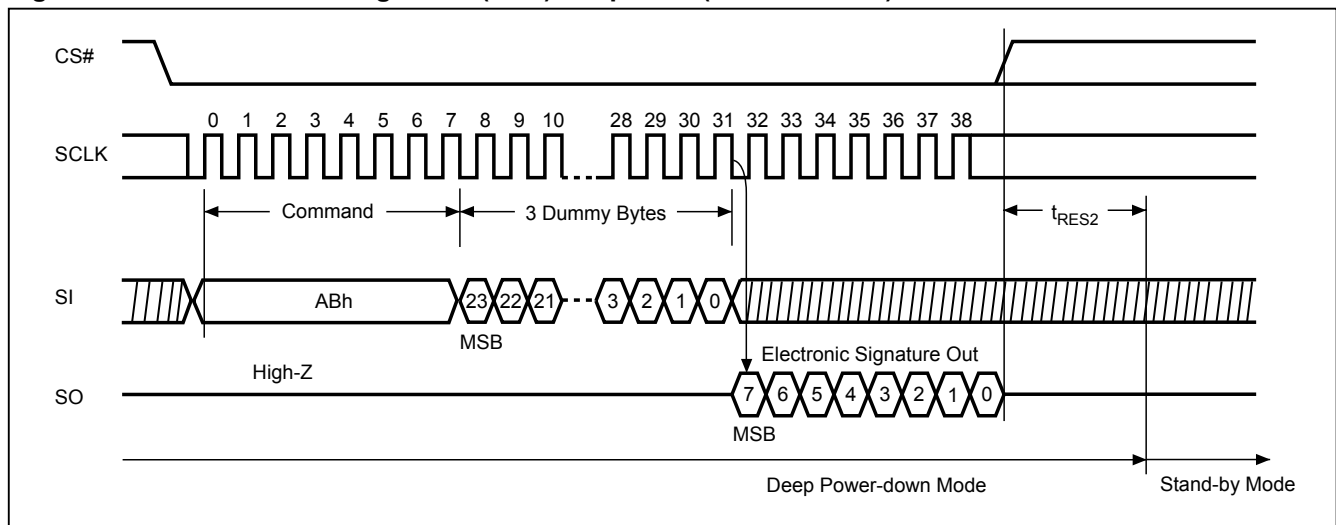 CS#
0 1 2 3 4 5 6 7 8 9 10 28 29 30 31 32 33 34 35 36 37 38
SCLK
Command 3 Dummy Bytes tRES2
SI ABh 23 22 21 3 2 1 0
MSB
Electronic Signature Out
High-Z
SO 7 6 5 4 3 2 1 0
MSB
Deep Power-down Mode Stand-by Mode